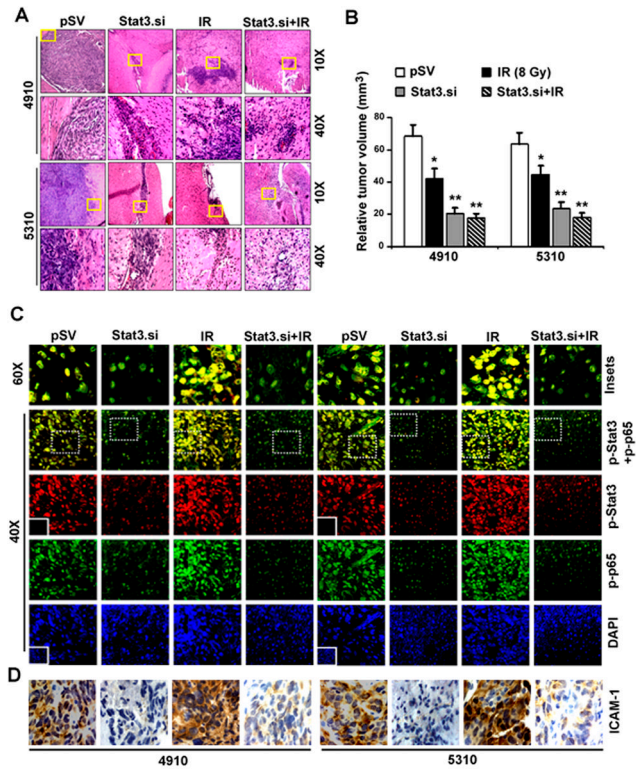 A
pSV Stat3.si IR Stat3.si+IR
4910
10X
40X
5310
10X
40X
B
pSV IR (8 Gy)
Stat3.si Stat3.si+IR
Relative tumor volume (mm3)
80
60
40
20
0
* ** ** * ** **
4910 5310
C
pSV Stat3.si IR Stat3.si+IR pSV Stat3.si IR Stat3.si+IR
60X
Insets
40X
p-Stat3
+p-p65
p-Stat3
p-p65
DAPI
D
ICAM-1
4910 5310